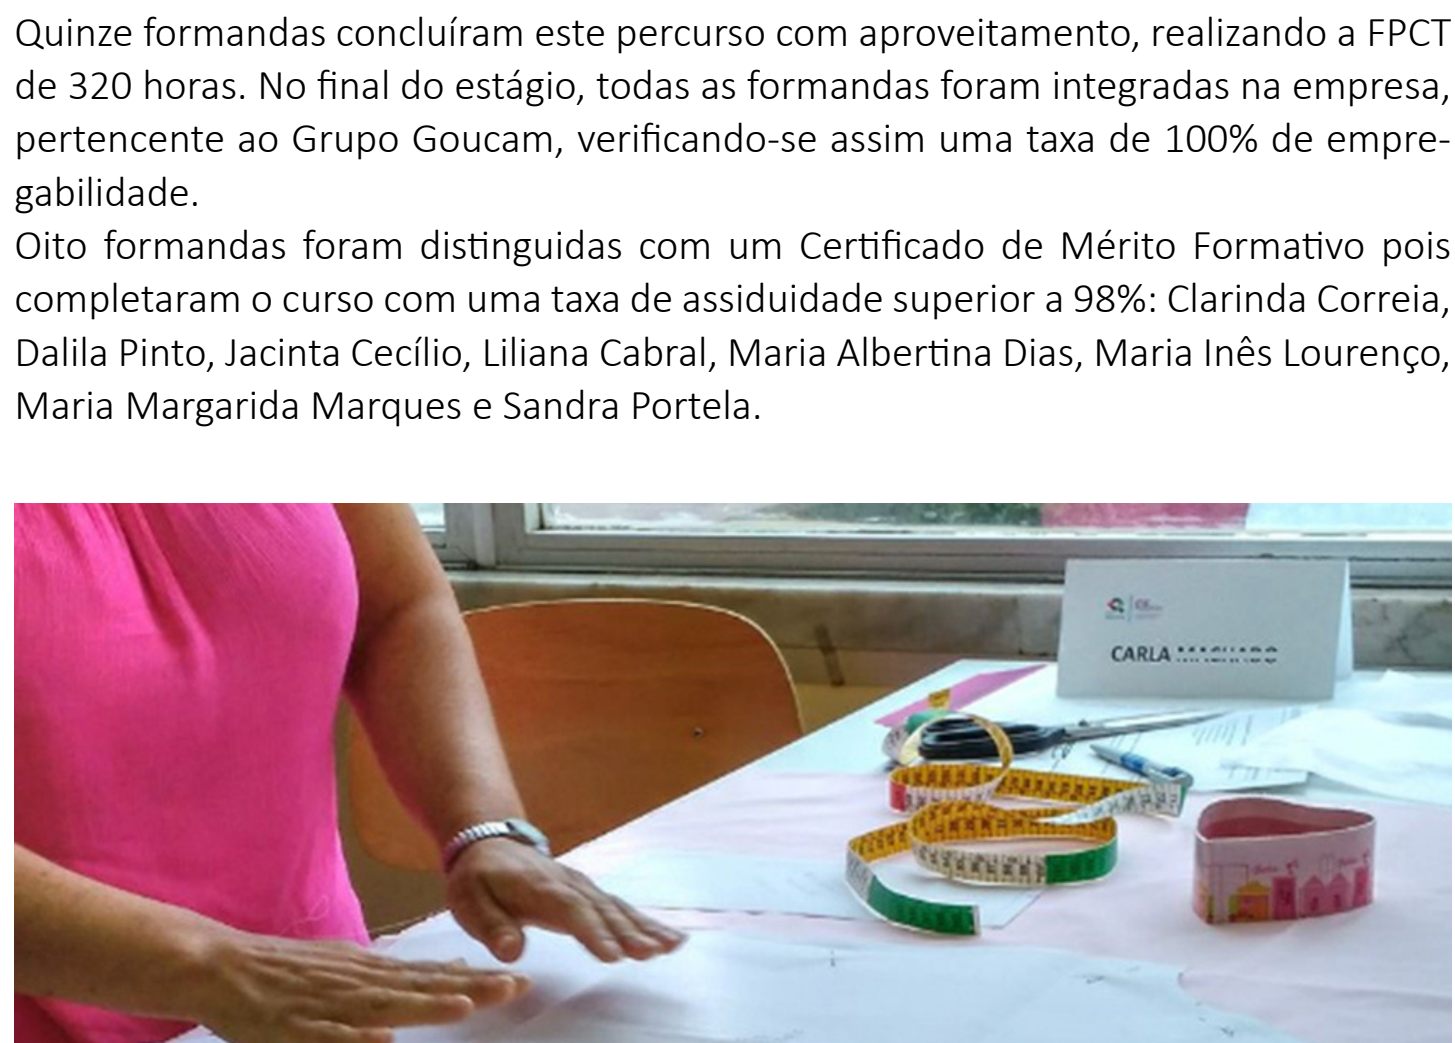 Quinze formandas concluíram este percurso com aproveitamento, realizando a FPCT
de 320 horas. No final do estágio, todas as formandas foram integradas na empresa,
pertencente ao Grupo Goucam, verificando-se assim uma taxa de 100% de empre-
gabilidade.
Oito formandas foram distinguidas com um Certificado de Mérito Formativo pois
completaram o curso com uma taxa de assiduidade superior a 98%: Clarinda Correia,
Dalila Pinto, Jacinta Cecílio, Liliana Cabral, Maria Albertina Dias, Maria Inês Lourenço,
Maria Margarida Marques e Sandra Portela.
CARLA MACHADO